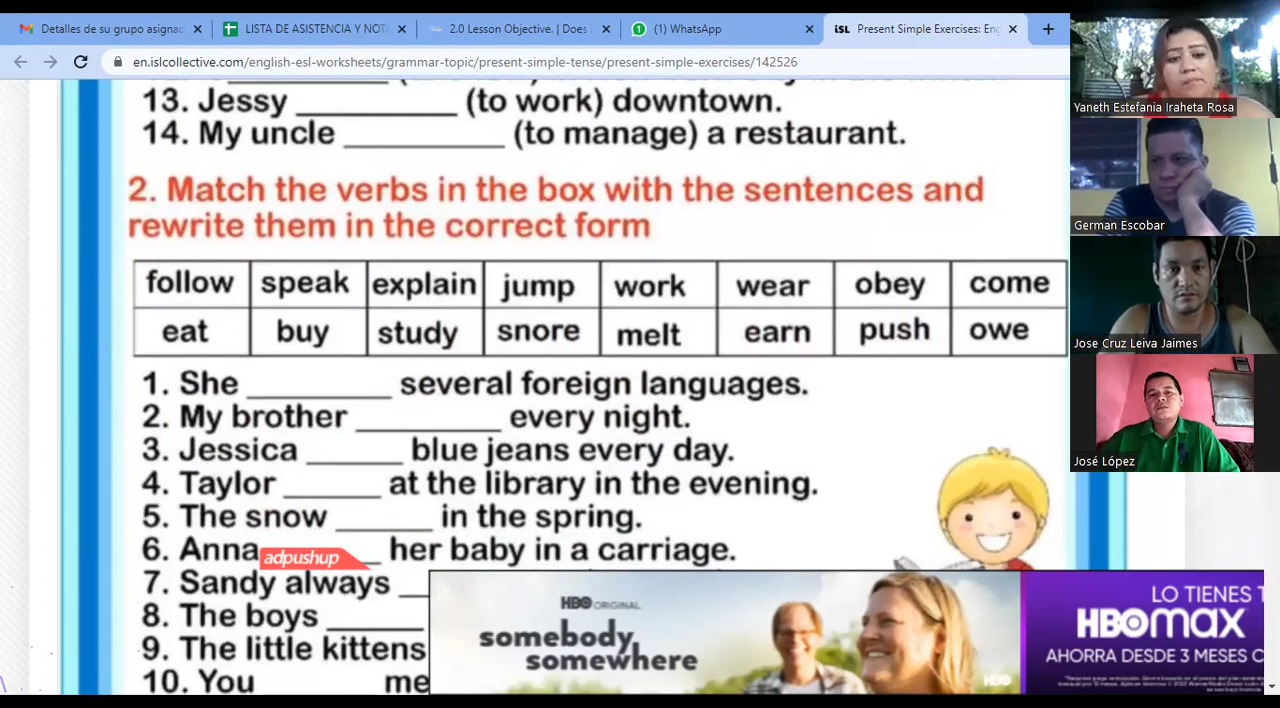 Detalles de su grupo asignac
LISTA DE ASISTENCIA Y NOTA
2.0 Lesson Objective. | Does
(1) WhatsApp
iSL Present Simple Exercises: Eng
en.islcollective.com/english-esl-worksheets/grammar-topic/present-simple-tense/present-simple-exercises/142526
13. Jessy __________ (to work) downtown.
14. My uncle __________ (to manage) a restaurant.
2. Match the verbs in the box with the sentences and
rewrite them in the correct form
follow speak explain jump work wear obey come
eat buy study snore melt earn push owe
1. She _________ several foreign languages.
2. My brother _________ every night.
3. Jessica ______ blue jeans every day.
4. Taylor ______ at the library in the evening.
5. The snow ______ in the spring.
6. Anna ______ her baby in a carriage.
adpushup
7. Sandy always __
8. The boys ______
9. The little kittens
10. You me
HBO ORIGINAL
somebody
somewhere
HBO
LO TIENES T
HBOmax
AHORRA DESDE 3 MESES C
Yaneth Estefania Iraheta Rosa
German Escobar
Jose Cruz Leiva Jaimes
José López